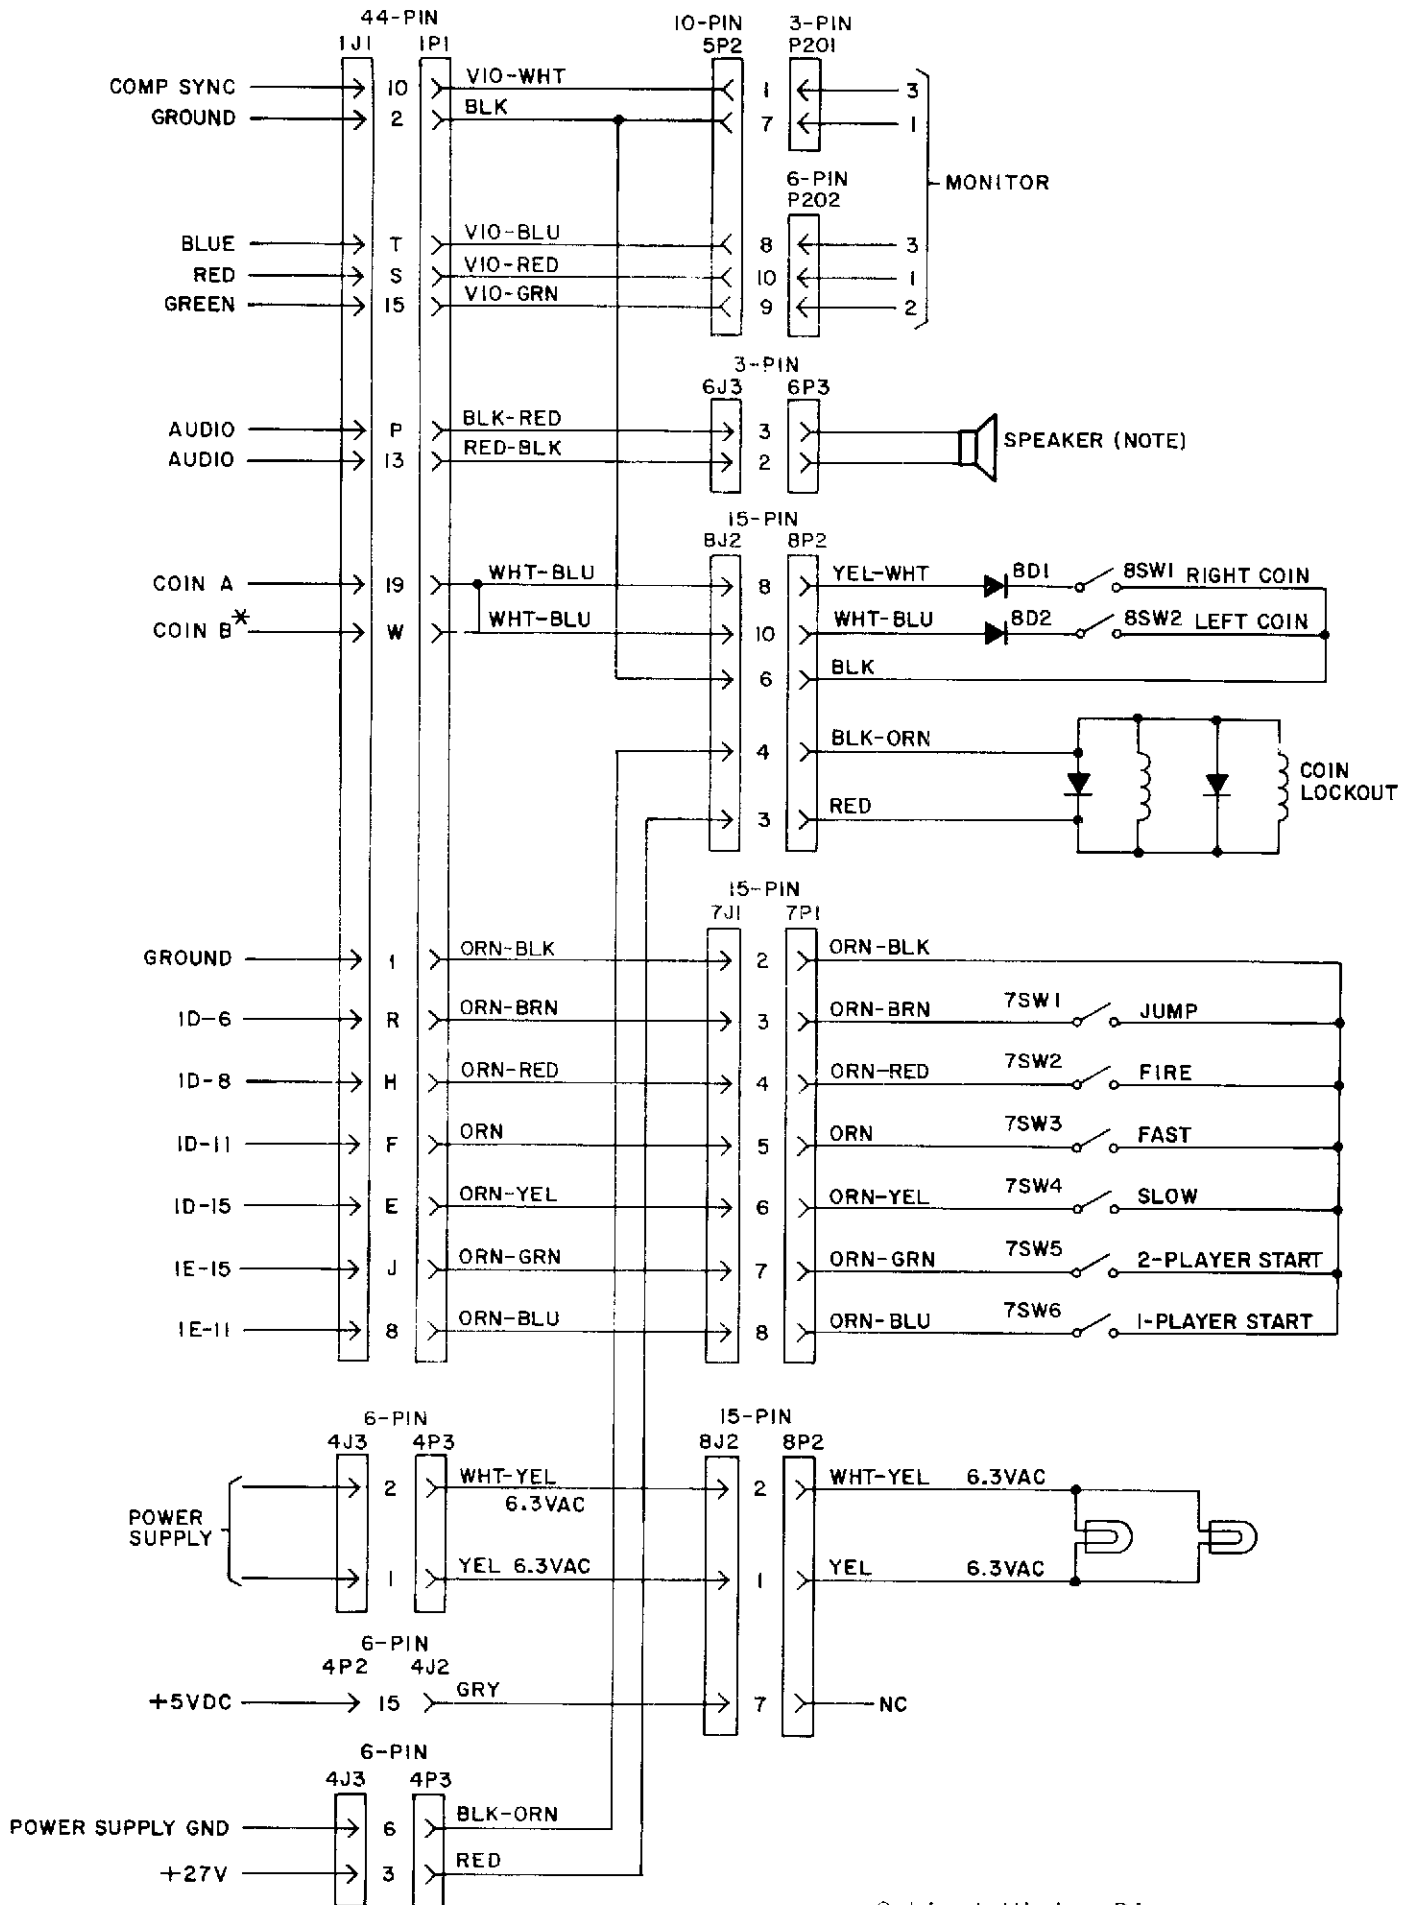 44-PIN
1J1 1P1
10-PIN 3-PIN
5P2 P201
COMP SYNC 10 VIO-WHT 1 3
GROUND 2 BLK 7 1
MONITOR
6-PIN
P202
BLUE T VIO-BLU 8 3
RED S VIO-RED 10 1
GREEN 15 VIO-GRN 9 2
3-PIN
6J3 6P3
AUDIO P BLK-RED 3
AUDIO 13 RED-BLK 2
SPEAKER (NOTE)
15-PIN
8J2 8P2
COIN A 19 WHT-BLU 8 YEL-WHT 8D1 8SW1 RIGHT COIN
COIN B* W WHT-BLU 10 WHT-BLU 8D2 8SW2 LEFT COIN
6 BLK
4 BLK-ORN
COIN
LOCKOUT
3 RED
15-PIN
7J1 7P1
GROUND 1 ORN-BLK 2 ORN-BLK
1D-6 R ORN-BRN 3 ORN-BRN 7SW1 JUMP
1D-8 H ORN-RED 4 ORN-RED 7SW2 FIRE
1D-11 F ORN 5 ORN 7SW3 FAST
1D-15 E ORN-YEL 6 ORN-YEL 7SW4 SLOW
1E-15 J ORN-GRN 7 ORN-GRN 7SW5 2-PLAYER START
1E-11 8 ORN-BLU 8 ORN-BLU 7SW6 1-PLAYER START
6-PIN 15-PIN
4J3 4P3 8J2 8P2
2 WHT-YEL 6.3VAC 2 WHT-YEL 6.3VAC
POWER
SUPPLY
1 YEL 6.3VAC 1 YEL 6.3VAC
6-PIN
4P2 4J2
+5VDC 15 GRY 7 NC
6-PIN
4J3 4P3
POWER SUPPLY GND 6 BLK-ORN
+27V 3 RED